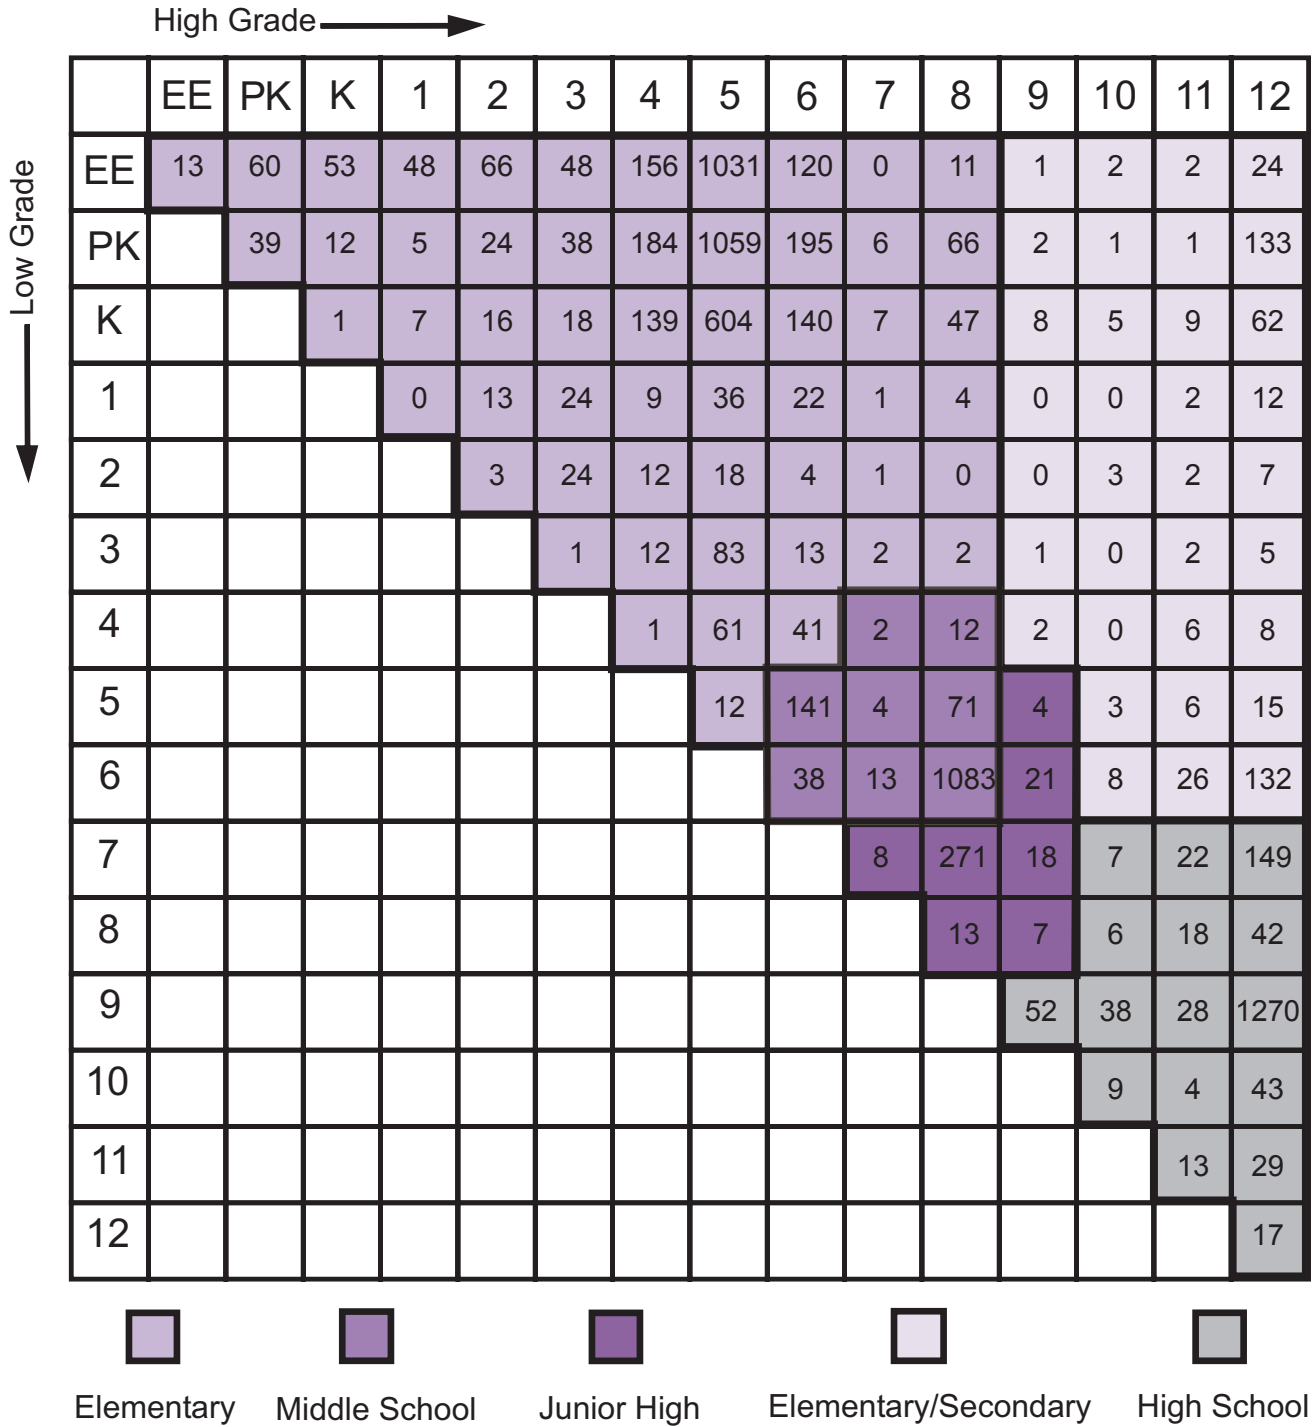 High Grade
Low Grade
EE PK K 1 2 3 4 5 6 7 8 9 10 11 12
EE 13 60 53 48 66 48 156 1031 120 0 11 1 2 2 24
PK 39 12 5 24 38 184 1059 195 6 66 2 1 1 133
K 1 7 16 18 139 604 140 7 47 8 5 9 62
1 0 13 24 9 36 22 1 4 0 0 2 12
2 3 24 12 18 4 1 0 0 3 2 7
3 1 12 83 13 2 2 1 0 2 5
4 1 61 41 2 12 2 0 6 8
5 12 141 4 71 4 3 6 15
6 38 13 1083 21 8 26 132
7 8 271 18 7 22 149
8 13 7 6 18 42
9 52 38 28 1270
10 9 4 43
11 13 29
12 17
Elementary Middle School Junior High Elementary/Secondary High School